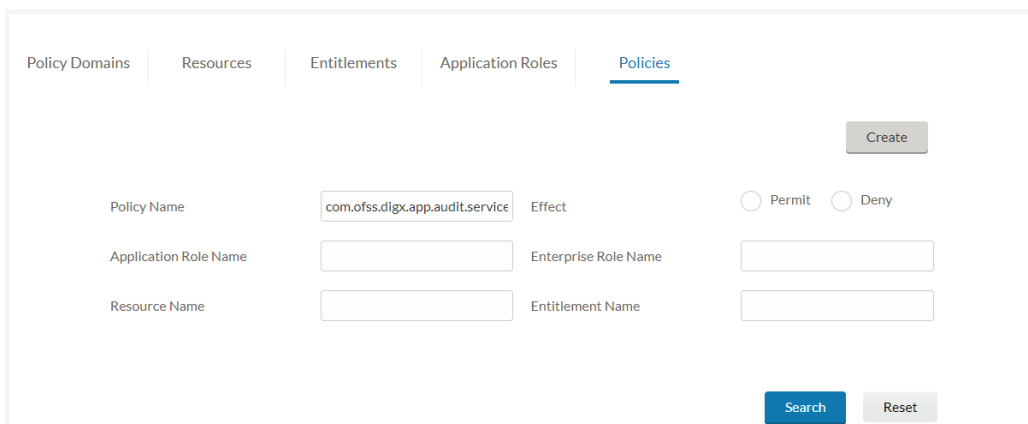 Policy Domains Resources Entitlements Application Roles Policies
Create
Policy Name com.ofss.digx.app.audit.service Effect Permit Deny
Application Role Name Enterprise Role Name
Resource Name Entitlement Name
Search Reset